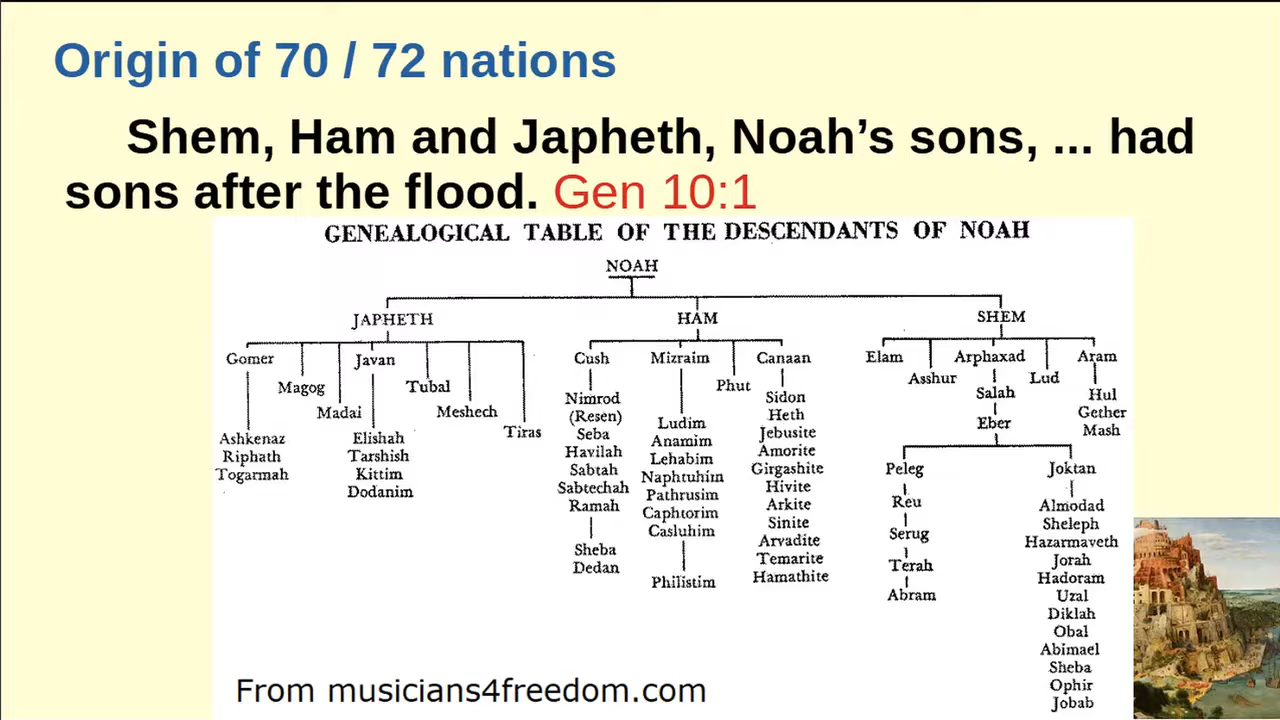 Origin of 70 / 72 nations
Shem, Ham and Japheth, Noah's sons, ... had
sons after the flood. Gen 10:1
GENEALOGICAL TABLE OF THE DESCENDANTS OF NOAH
NOAH
JAPHETH
HAM
SHEM
Gomer
Magog
Madai
Javan
Tubal
Meshech
Tiras
Ashkenaz
Riphath
Togarmah
Elishah
Tarshish
Kittim
Dodanim
Cush
Mizraim
Phut
Canaan
Nimrod
(Resen)
Seba
Havilah
Sabtah
Sabtechah
Ramah
Sheba
Dedan
Ludim
Anamim
Lehabim
Naphtuhim
Pathrusim
Caphtorim
Casluhim
Philistim
Sidon
Heth
Jebusite
Amorite
Girgashite
Hivite
Arkite
Sinite
Arvadite
Temarite
Hamathite
Elam
Asshur
Arphaxad
Lud
Aram
Salah
Eber
Hul
Gether
Mash
Peleg
Reu
Serug
Terah
Abram
Joktan
Almodad
Sheleph
Hazarmaveth
Jorah
Hadoram
Uzal
Diklah
Obal
Abimael
Sheba
Ophir
Jobab
From musicians4freedom.com